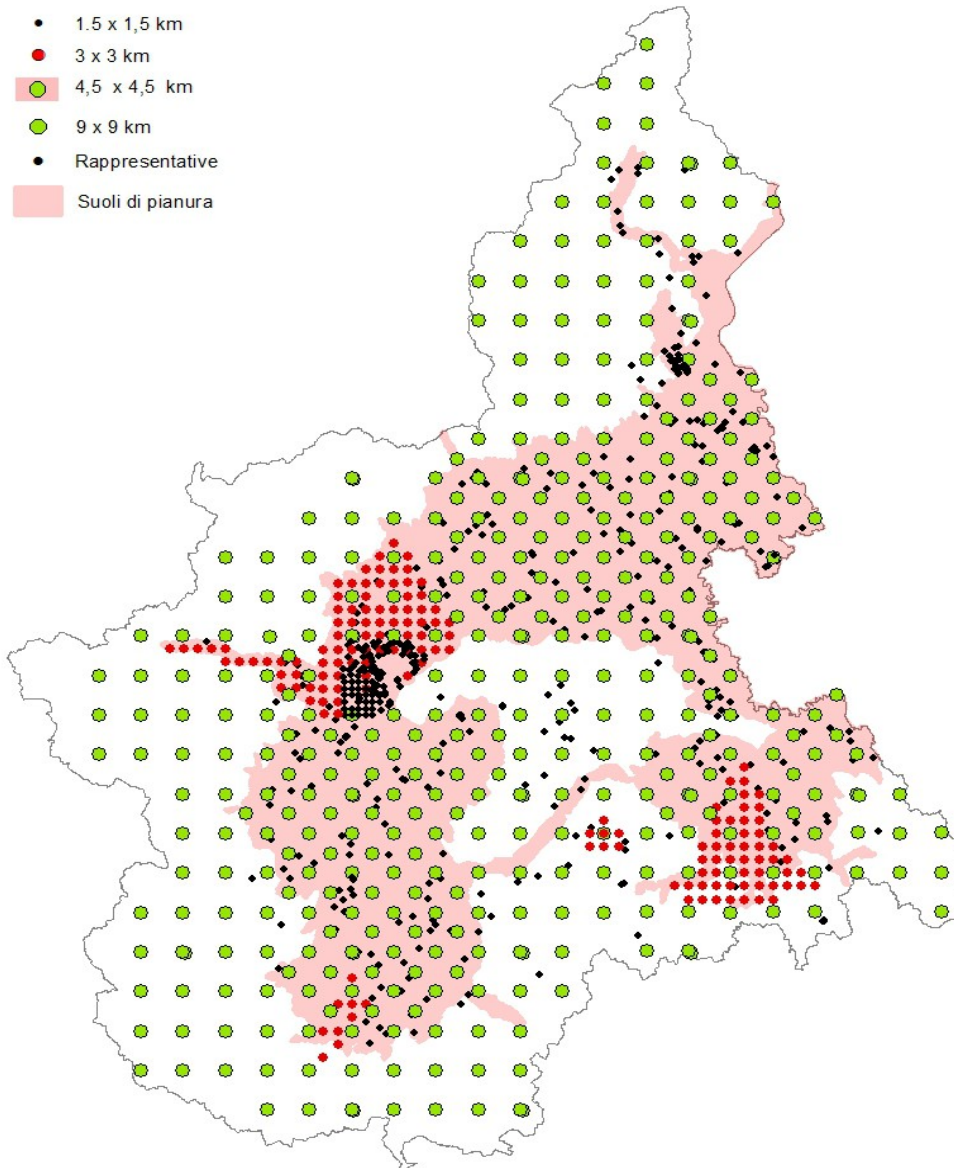 1.5 x 1,5 km
3 x 3 km
4,5 x 4,5 km
9 x 9 km
Rappresentative
Suoli di pianura